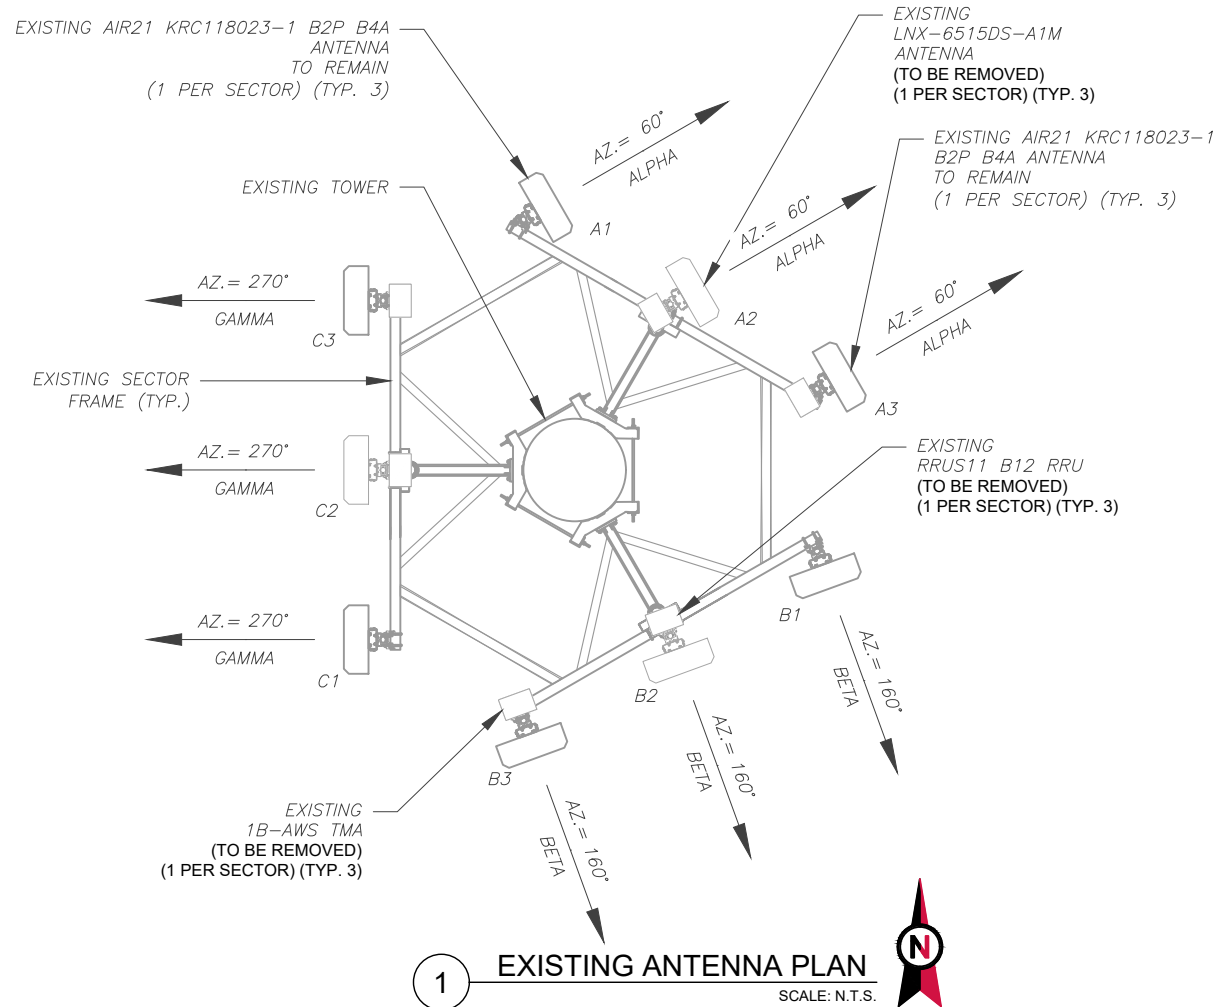 EXISTING AIR21 KRC118023-1 B2P B4A
ANTENNA
TO REMAIN
(1 PER SECTOR) (TYP. 3)
EXISTING
LNX-6515DS-A1M
ANTENNA
(TO BE REMOVED)
(1 PER SECTOR) (TYP. 3)
EXISTING AIR21 KRC118023-1
B2P B4A ANTENNA
TO REMAIN
(1 PER SECTOR) (TYP. 3)
AZ.= 60°
ALPHA
A1
AZ.= 60°
ALPHA
A2
AZ.= 60°
ALPHA
A3
EXISTING TOWER
AZ.= 270°
GAMMA
C3
EXISTING SECTOR
FRAME (TYP.)
AZ.= 270°
GAMMA
C2
AZ.= 270°
GAMMA
C1
EXISTING
RRUS11 B12 RRU
(TO BE REMOVED)
(1 PER SECTOR) (TYP. 3)
B1
AZ.= 160°
BETA
B2
AZ.= 160°
BETA
B3
AZ.= 160°
BETA
EXISTING
1B-AWS TMA
(TO BE REMOVED)
(1 PER SECTOR) (TYP. 3)
N
1
EXISTING ANTENNA PLAN
SCALE: N.T.S.